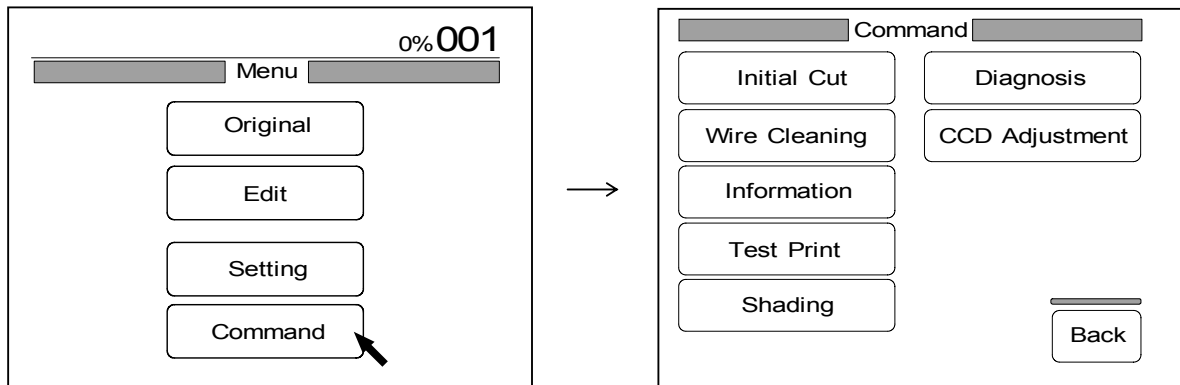 0% 001
Menu
Original
Edit
Setting
Command
Command
Initial Cut
Wire Cleaning
Information
Test Print
Shading
Diagnosis
CCD Adjustment
Back